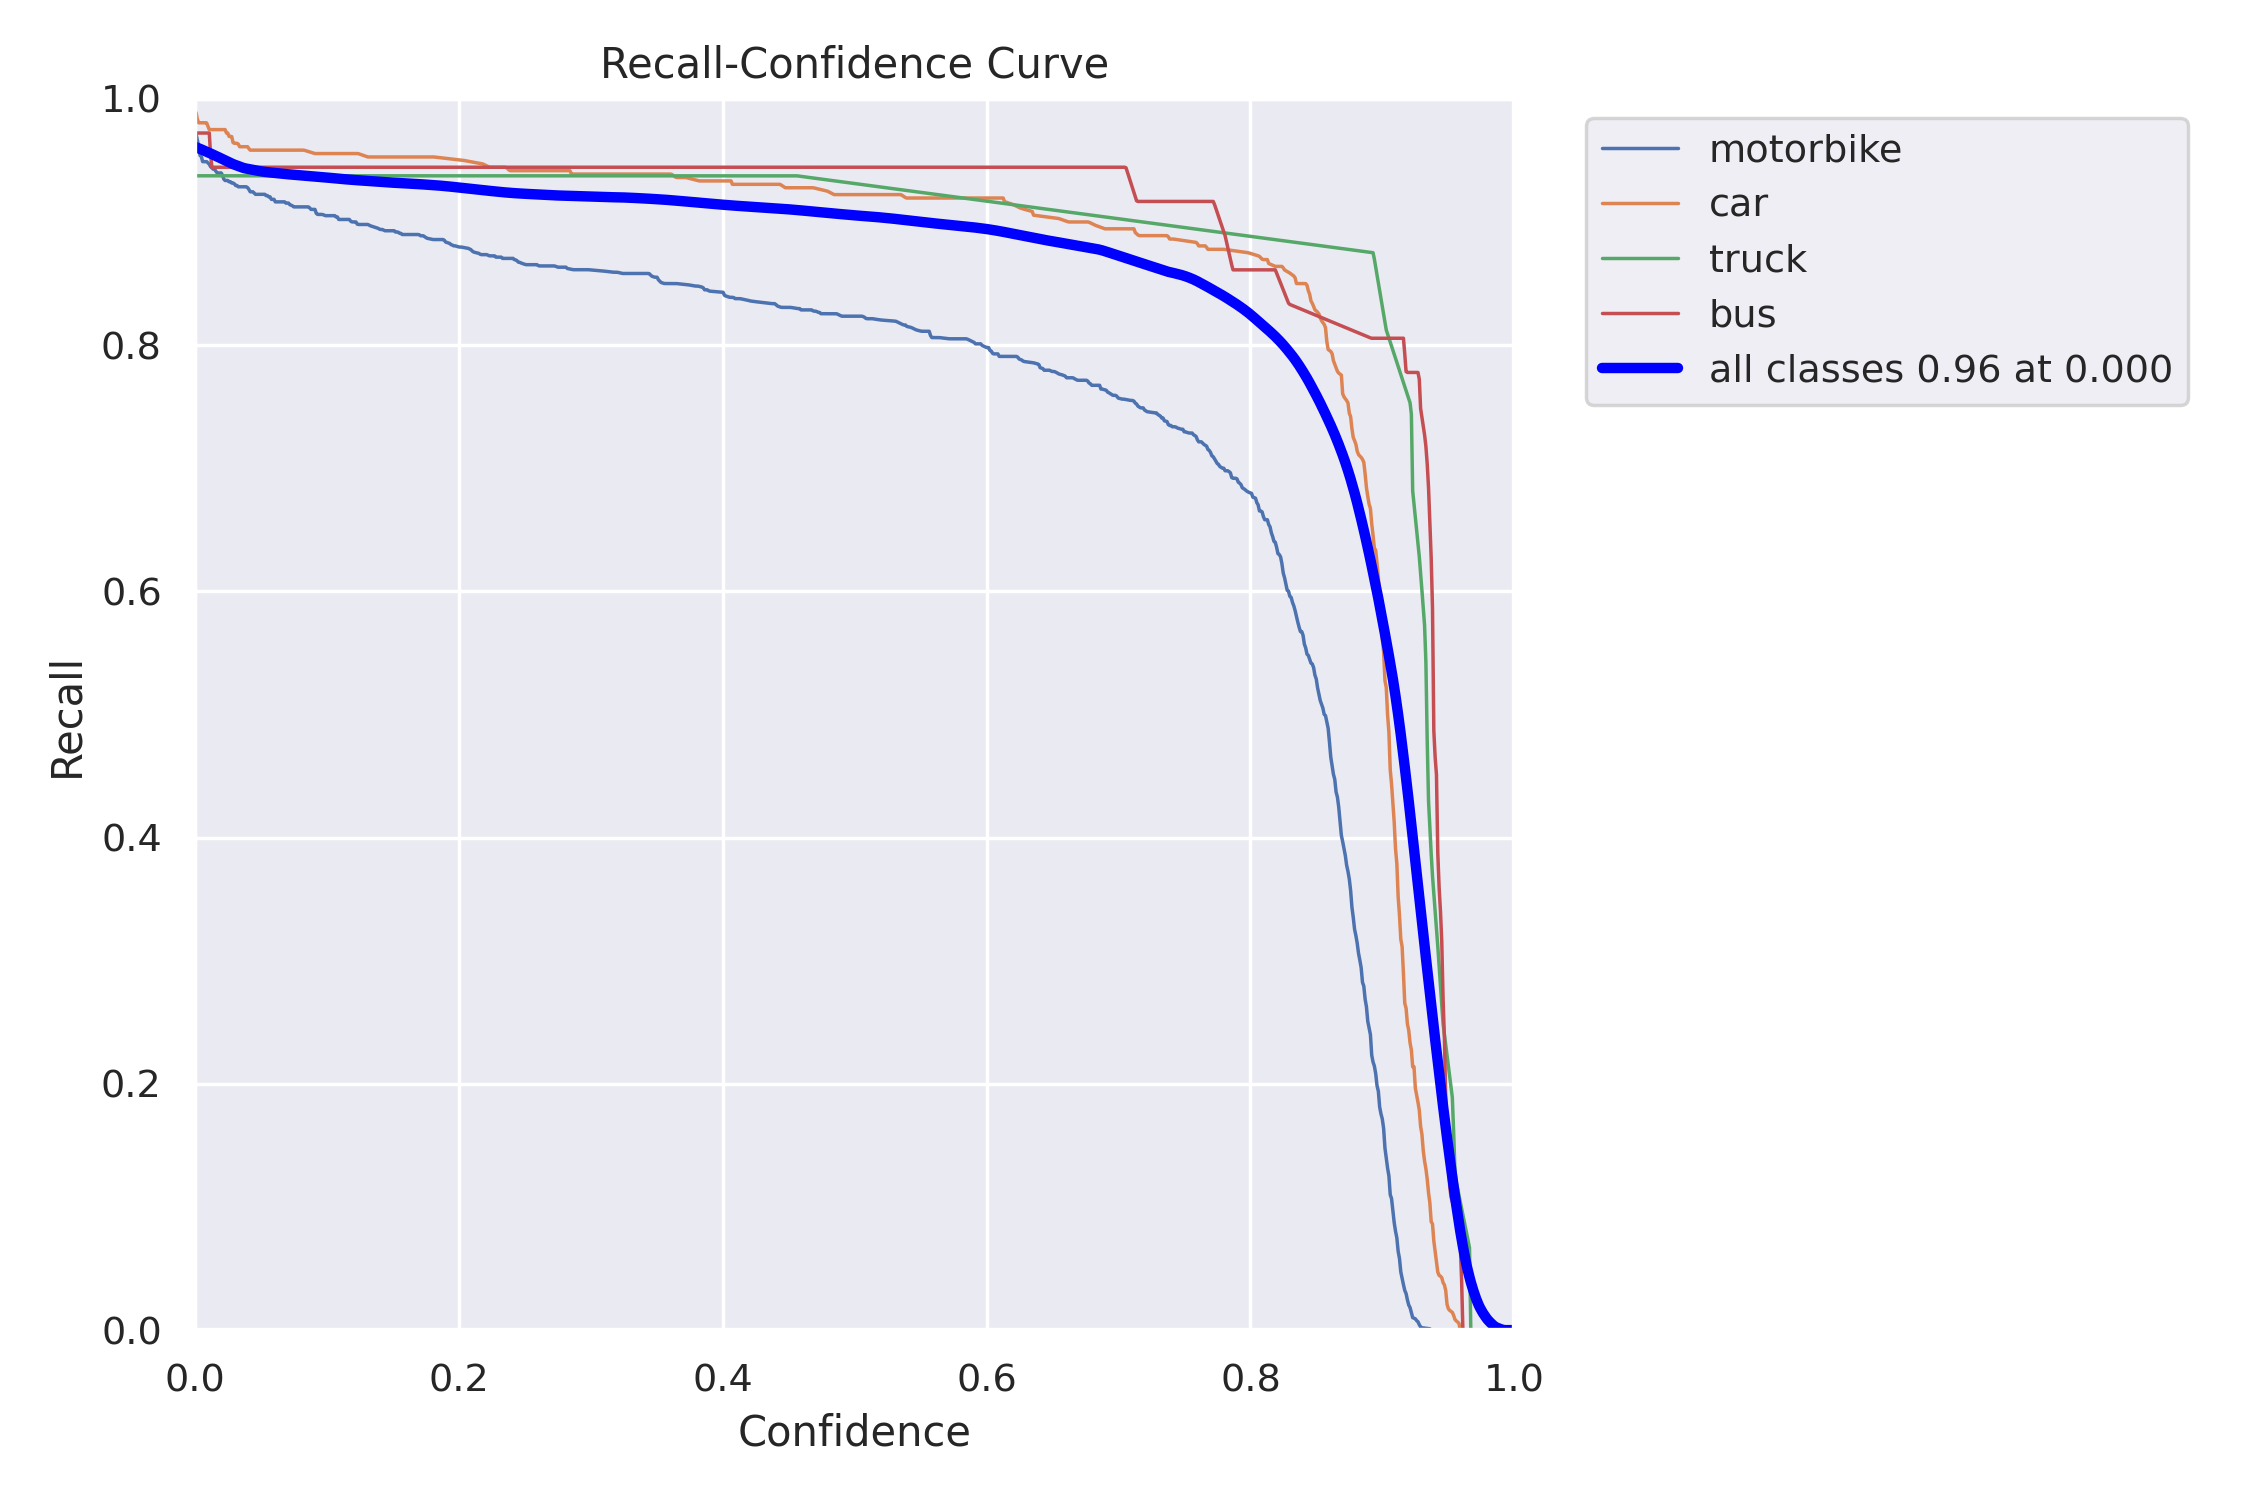 Recall-Confidence Curve
1.0
0.8
0.6
0.4
0.2
0.0
Recall
0.0 0.2 0.4 0.6 0.8 1.0
Confidence
motorbike
car
truck
bus
all classes 0.96 at 0.000